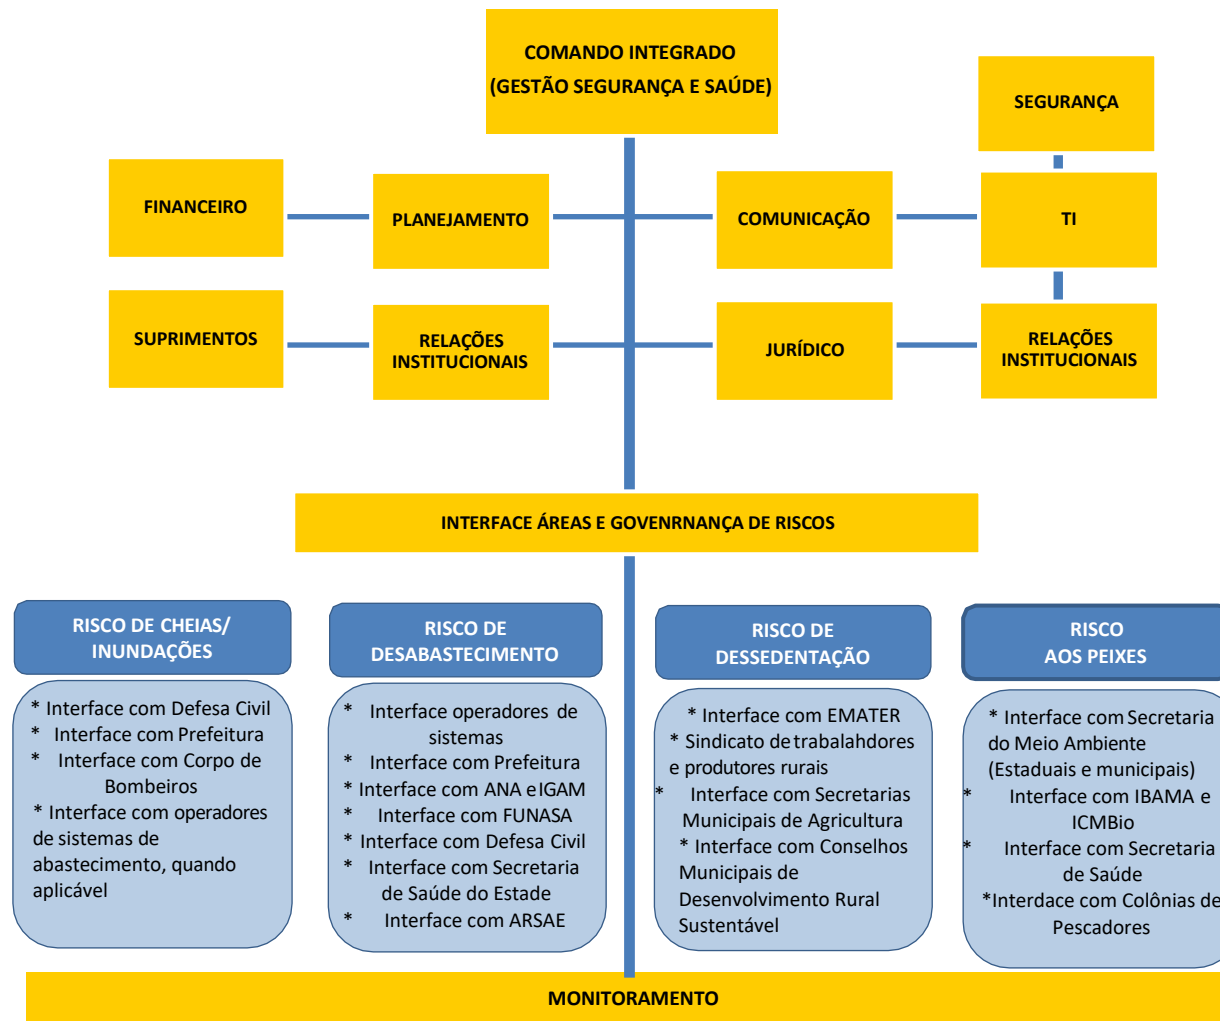 COMANDO INTEGRADO
(GESTÃO SEGURANÇA E SAÚDE)
SEGURANÇA
FINANCEIRO
PLANEJAMENTO
COMUNICAÇÃO
TI
SUPRIMENTOS
RELAÇÕES
INSTITUCIONAIS
JURÍDICO
RELAÇÕES
INSTITUCIONAIS
INTERFACE ÁREAS E GOVENRNANÇA DE RISCOS
RISCO DE CHEIAS/
INUNDAÇÕES
* Interface com Defesa Civil
* Interface com Prefeitura
* Interface com Corpo de
Bombeiros
* Interface com operadores
de sistemas de
abastecimento, quando
aplicável
RISCO DE
DESABASTECIMENTO
* Interface operadores de
sistemas
* Interface com Prefeitura
* Interface com ANA e IGAM
* Interface com FUNASA
* Interface com Defesa Civil
* Interface com Secretaria
de Saúde do Estade
* Interface com ARSAE
RISCO DE
DESSEDENTAÇÃO
* Interface com EMATER
* Sindicato de trabalahdores
e produtores rurais
* Interface com Secretarias
Municipais de Agricultura
* Interface com Conselhos
Municipais de
Desenvolvimento Rural
Sustentável
RISCO
AOS PEIXES
* Interface com Secretaria
do Meio Ambiente
(Estaduais e municipais)
* Interface com IBAMA e
ICMBio
* Interface com Secretaria
de Saúde
*Interdace com Colônias de
Pescadores
MONITORAMENTO